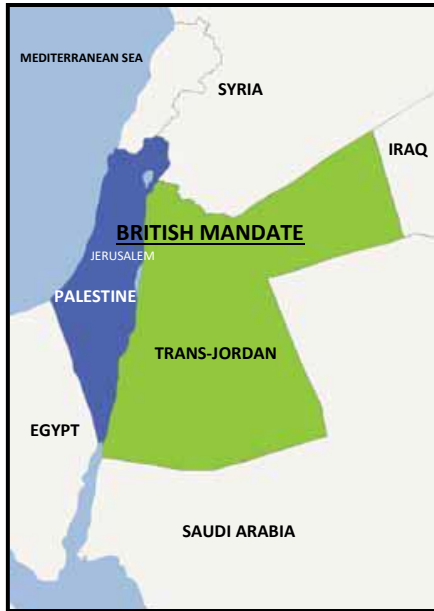 MEDITERRANEAN SEA
SYRIA
IRAQ
BRITISH MANDATE
JERUSALEM
PALESTINE
TRANS-JORDAN
EGYPT
SAUDI ARABIA